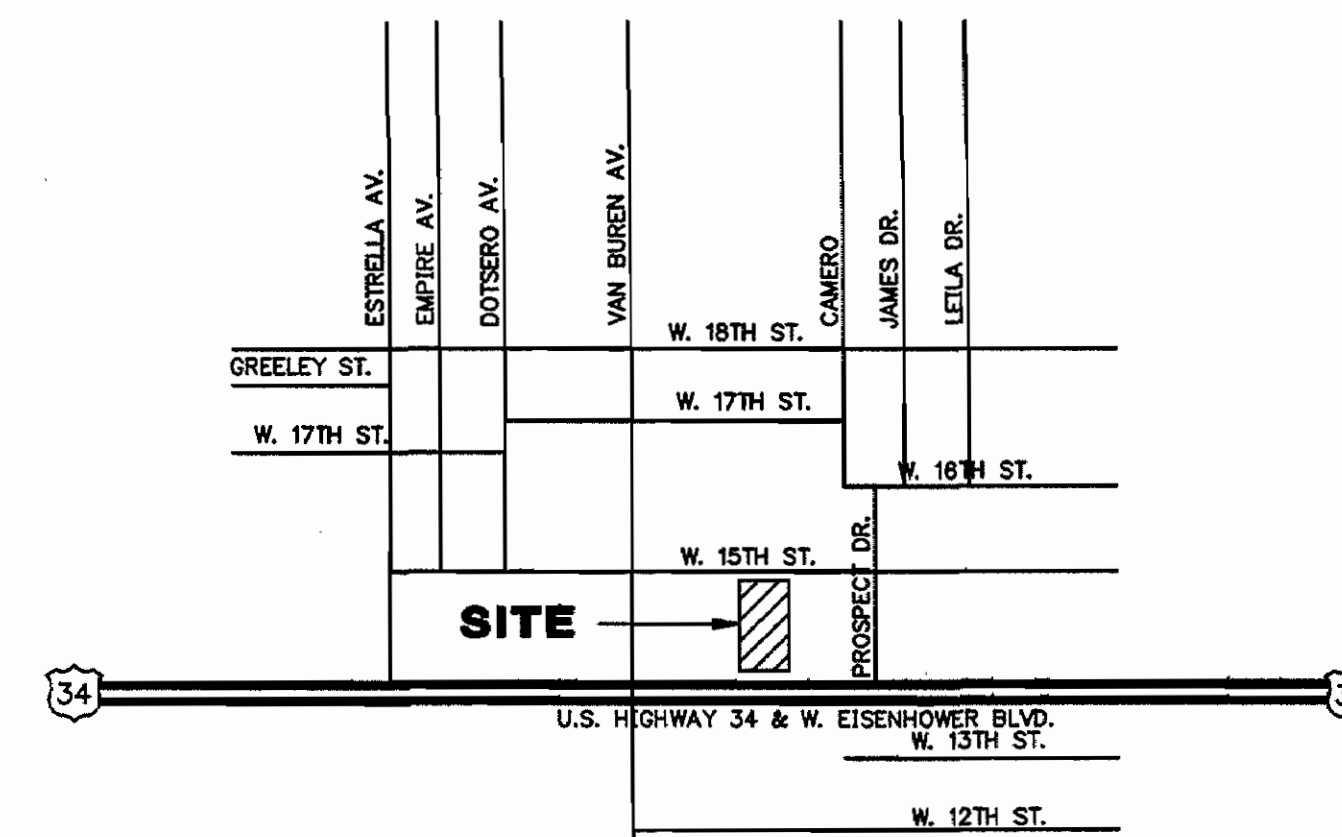 ESTRELLA AV.
EMPIRE AV.
DOTSERO AV.
VAN BUREN AV.
CAMERO
JAMES DR.
LEILA DR.
W. 18TH ST.
GREELEY ST.
W. 17TH ST.
W. 17TH ST.
W. 16TH ST.
W. 15TH ST.
PROSPECT DR.
SITE
34
U.S. HIGHWAY 34 & W. EISENHOWER BLVD.
W. 13TH ST.
W. 12TH ST.